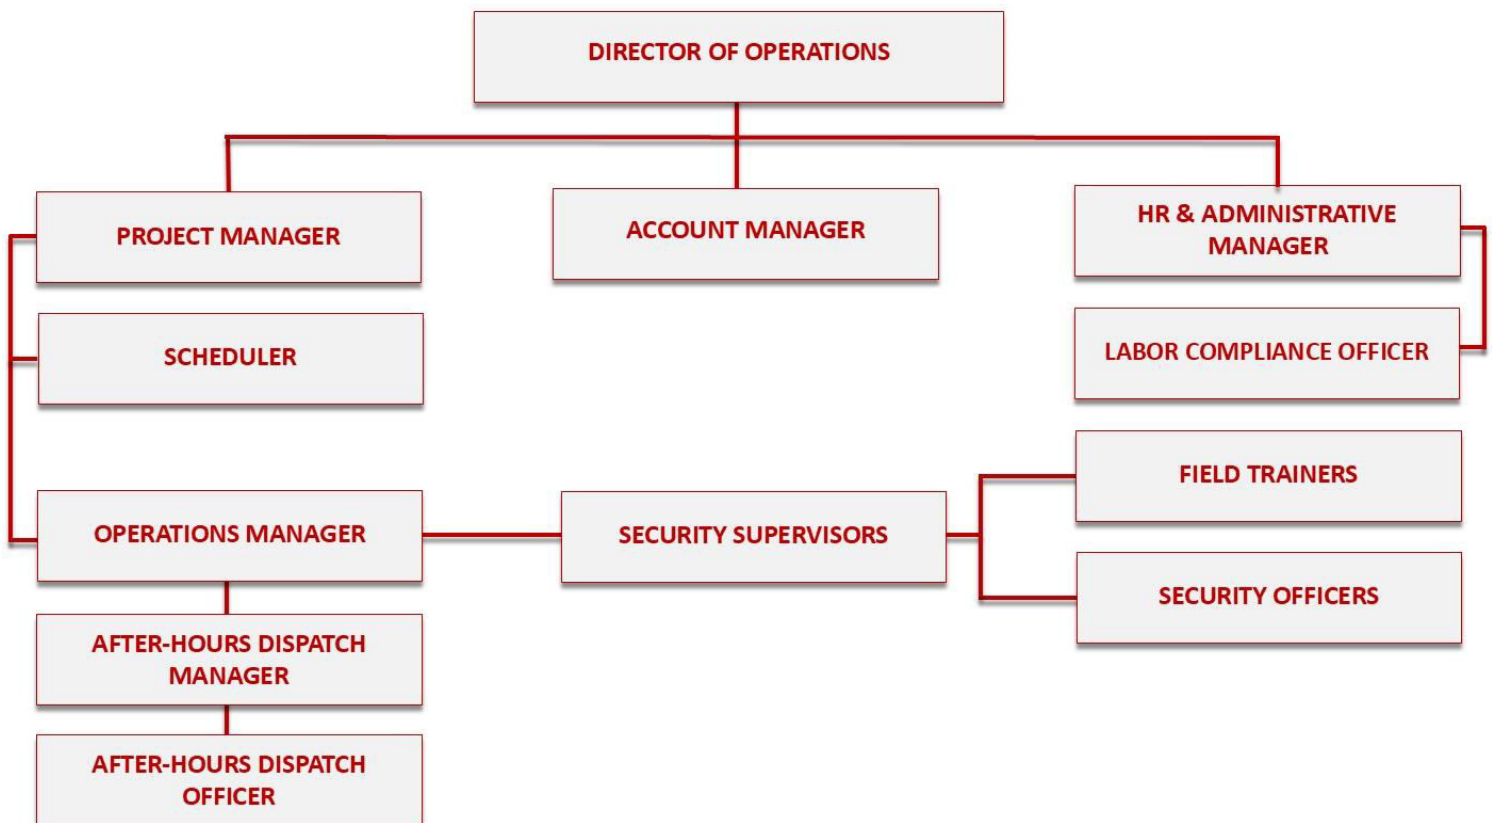 DIRECTOR OF OPERATIONS
PROJECT MANAGER
ACCOUNT MANAGER
HR & ADMINISTRATIVE
MANAGER
SCHEDULER
LABOR COMPLIANCE OFFICER
FIELD TRAINERS
OPERATIONS MANAGER
SECURITY SUPERVISORS
SECURITY OFFICERS
AFTER-HOURS DISPATCH
MANAGER
AFTER-HOURS DISPATCH
OFFICER